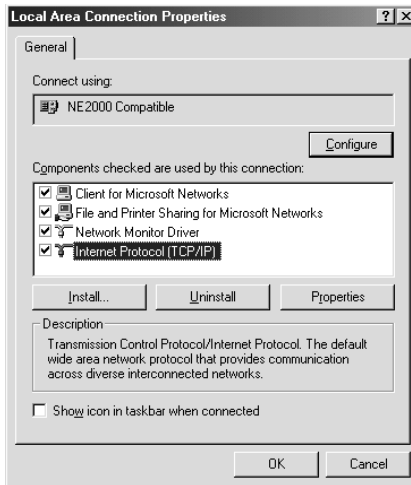 Local Area Connection Properties
General
Connect using:
NE2000 Compatible
Configure
Components checked are used by this connection:
Client for Microsoft Networks
File and Printer Sharing for Microsoft Networks
Network Monitor Driver
Internet Protocol (TCP/IP)
Install... Uninstall Properties
Description
Transmission Control Protocol/Internet Protocol. The default
wide area network protocol that provides communication
across diverse interconnected networks.
Show icon in taskbar when connected
OK Cancel